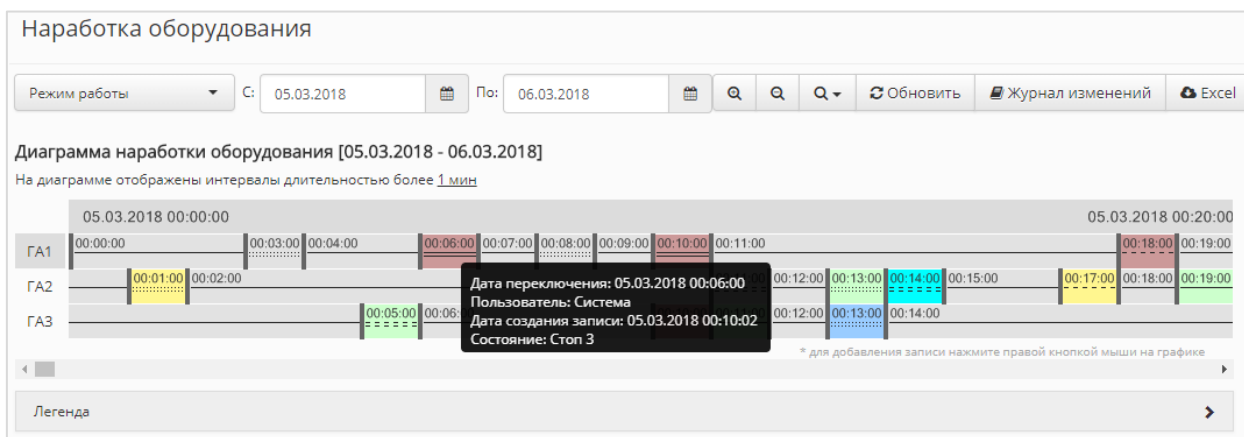 Наработка оборудования
Режим работы С: 05.03.2018 По: 06.03.2018 Обновить Журнал изменений Excel
Диаграмма наработки оборудования [05.03.2018 - 06.03.2018]
На диаграмме отображены интервалы длительностью более 1 мин
05.03.2018 00:00:00 05.03.2018 00:20:00
ГА1 00:00:00 00:03:00 00:04:00 00:06:00 00:07:00 00:08:00 00:09:00 00:10:00 00:11:00 00:18:00 00:19:00
ГА2 00:01:00 00:02:00 00:12:00 00:13:00 00:14:00 00:15:00 00:17:00 00:18:00 00:19:00
ГА3 00:05:00 00:06: 00:12:00 00:13:00 00:14:00
Дата переключения: 05.03.2018 00:06:00
Пользователь: Система
Дата создания записи: 05.03.2018 00:10:02
Состояние: Стоп 3
* для добавления записи нажмите правой кнопкой мыши на графике
Легенда